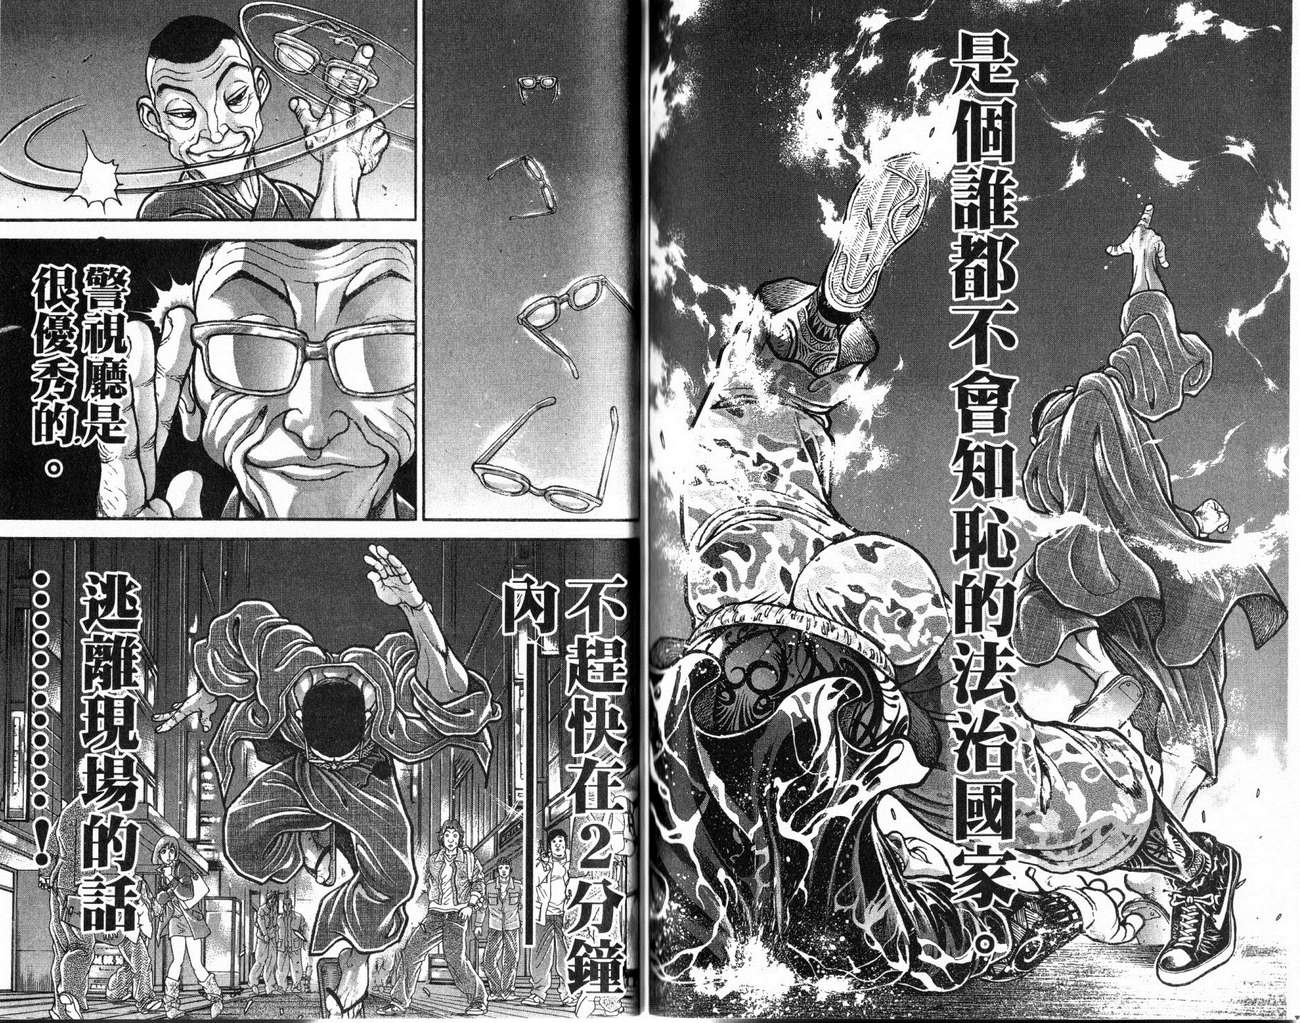 是個誰都不會知恥的法治國家。
警視廳是
很優秀的。
不趕快在2分鐘
內——
逃離現場的話
…………！